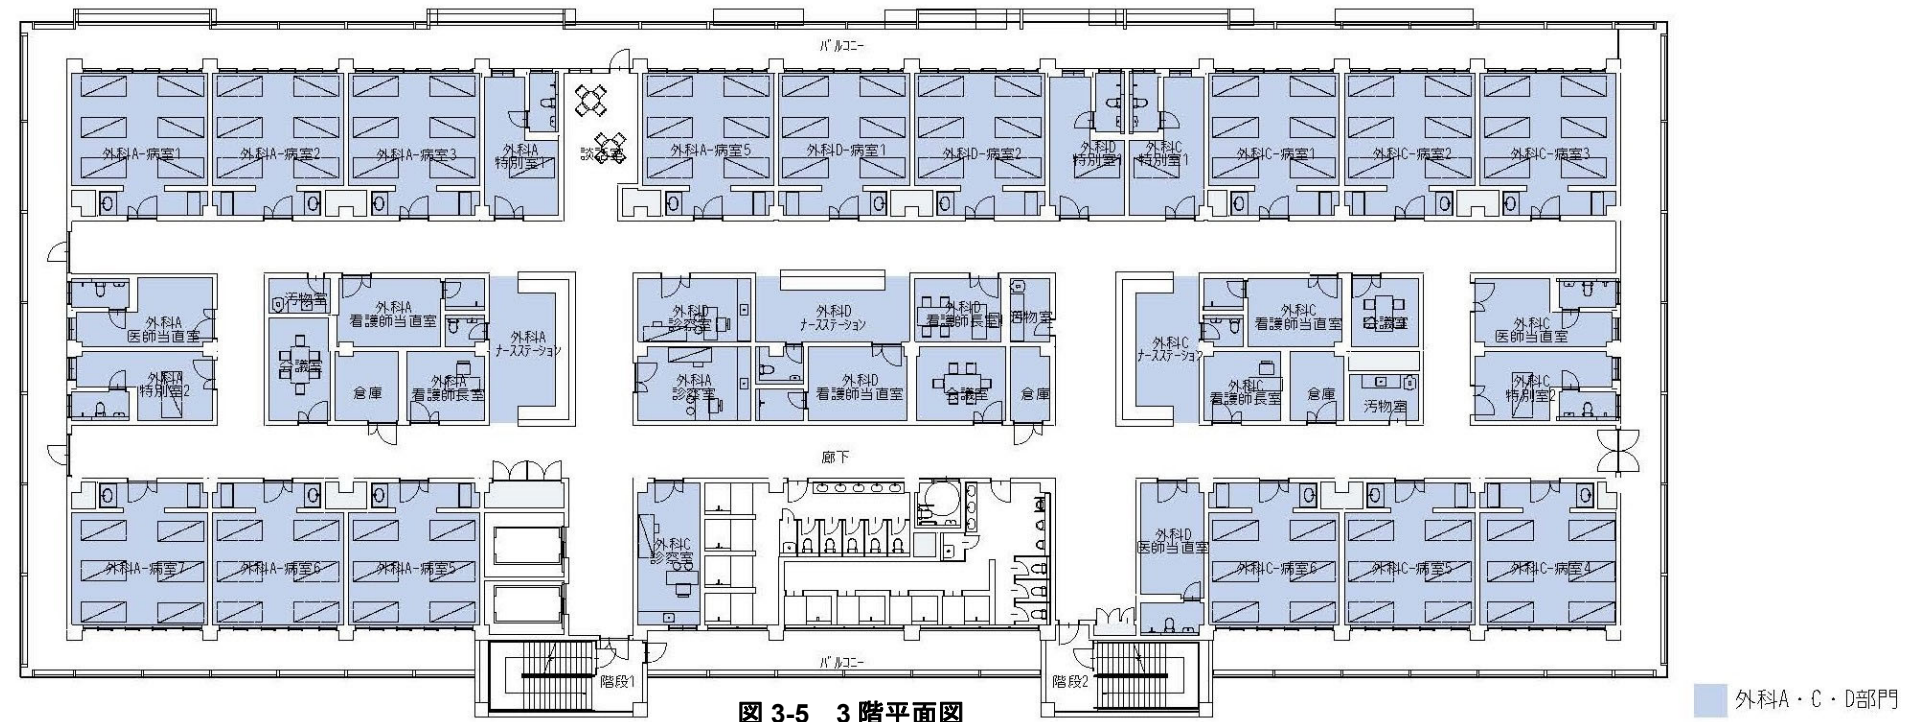 バルコニー
外科A-病室1
外科A-病室2
外科A-病室3
外科A
特別室1
談話室
外科A-病室5
外科D-病室1
外科D-病室2
外科D
特別室1
外科C
特別室1
外科C-病室1
外科C-病室2
外科C-病室3
外科A
医師当直室
外科A
特別室2
汚物室
会議室
外科A
看護師当直室
倉庫
外科A
看護師長室
外科A
ナースステーション
外科D
診察室
外科A
診察室
外科D
ナースステーション
外科D
看護師当直室
外科D
看護師長室
汚物室
会議室
倉庫
外科C
ナースステーション
外科C
看護師当直室
会議室
外科C
看護師長室
倉庫
汚物室
外科C
医師当直室
外科C
特別室2
廊下
外科A-病室7
外科A-病室6
外科A-病室5
外科C
診察室
外科D
医師当直室
外科C-病室6
外科C-病室5
外科C-病室4
階段1
バルコニー
階段2
図 3-5 3 階平面図
外科A・C・D部門